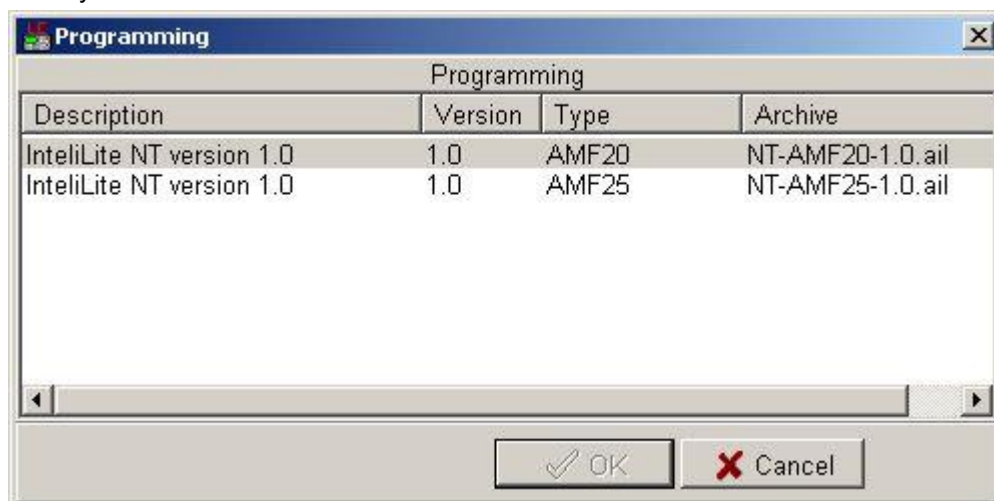 Programming
Programming
Description Version Type Archive
InteliLite NT version 1.0 1.0 AMF20 NT-AMF20-1.0.ail
InteliLite NT version 1.0 1.0 AMF25 NT-AMF25-1.0.ail
OK Cancel